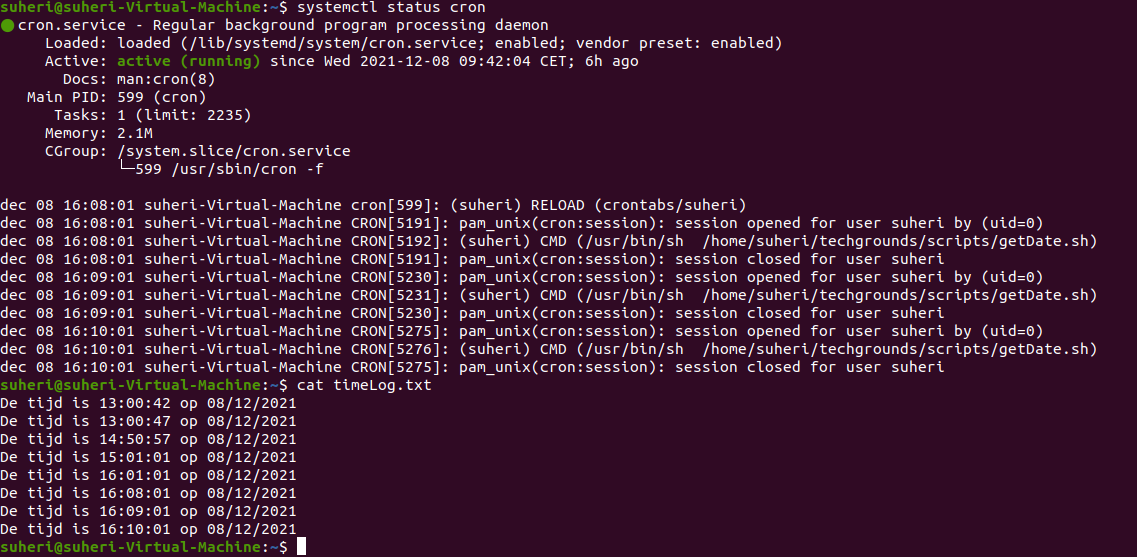 suheri@suheri-Virtual-Machine:~$ systemctl status cron
● cron.service - Regular background program processing daemon
     Loaded: loaded (/lib/systemd/system/cron.service; enabled; vendor preset: enabled)
     Active: active (running) since Wed 2021-12-08 09:42:04 CET; 6h ago
       Docs: man:cron(8)
   Main PID: 599 (cron)
      Tasks: 1 (limit: 2235)
     Memory: 2.1M
     CGroup: /system.slice/cron.service
             └─599 /usr/sbin/cron -f

dec 08 16:08:01 suheri-Virtual-Machine cron[599]: (suheri) RELOAD (crontabs/suheri)
dec 08 16:08:01 suheri-Virtual-Machine CRON[5191]: pam_unix(cron:session): session opened for user suheri by (uid=0)
dec 08 16:08:01 suheri-Virtual-Machine CRON[5192]: (suheri) CMD (/usr/bin/sh  /home/suheri/techgrounds/scripts/getDate.sh)
dec 08 16:08:01 suheri-Virtual-Machine CRON[5191]: pam_unix(cron:session): session closed for user suheri
dec 08 16:09:01 suheri-Virtual-Machine CRON[5230]: pam_unix(cron:session): session opened for user suheri by (uid=0)
dec 08 16:09:01 suheri-Virtual-Machine CRON[5231]: (suheri) CMD (/usr/bin/sh  /home/suheri/techgrounds/scripts/getDate.sh)
dec 08 16:09:01 suheri-Virtual-Machine CRON[5230]: pam_unix(cron:session): session closed for user suheri
dec 08 16:10:01 suheri-Virtual-Machine CRON[5275]: pam_unix(cron:session): session opened for user suheri by (uid=0)
dec 08 16:10:01 suheri-Virtual-Machine CRON[5276]: (suheri) CMD (/usr/bin/sh  /home/suheri/techgrounds/scripts/getDate.sh)
dec 08 16:10:01 suheri-Virtual-Machine CRON[5275]: pam_unix(cron:session): session closed for user suheri
suheri@suheri-Virtual-Machine:~$ cat timeLog.txt
De tijd is 13:00:42 op 08/12/2021
De tijd is 13:00:47 op 08/12/2021
De tijd is 14:50:57 op 08/12/2021
De tijd is 15:01:01 op 08/12/2021
De tijd is 16:01:01 op 08/12/2021
De tijd is 16:08:01 op 08/12/2021
De tijd is 16:09:01 op 08/12/2021
De tijd is 16:10:01 op 08/12/2021
suheri@suheri-Virtual-Machine:~$